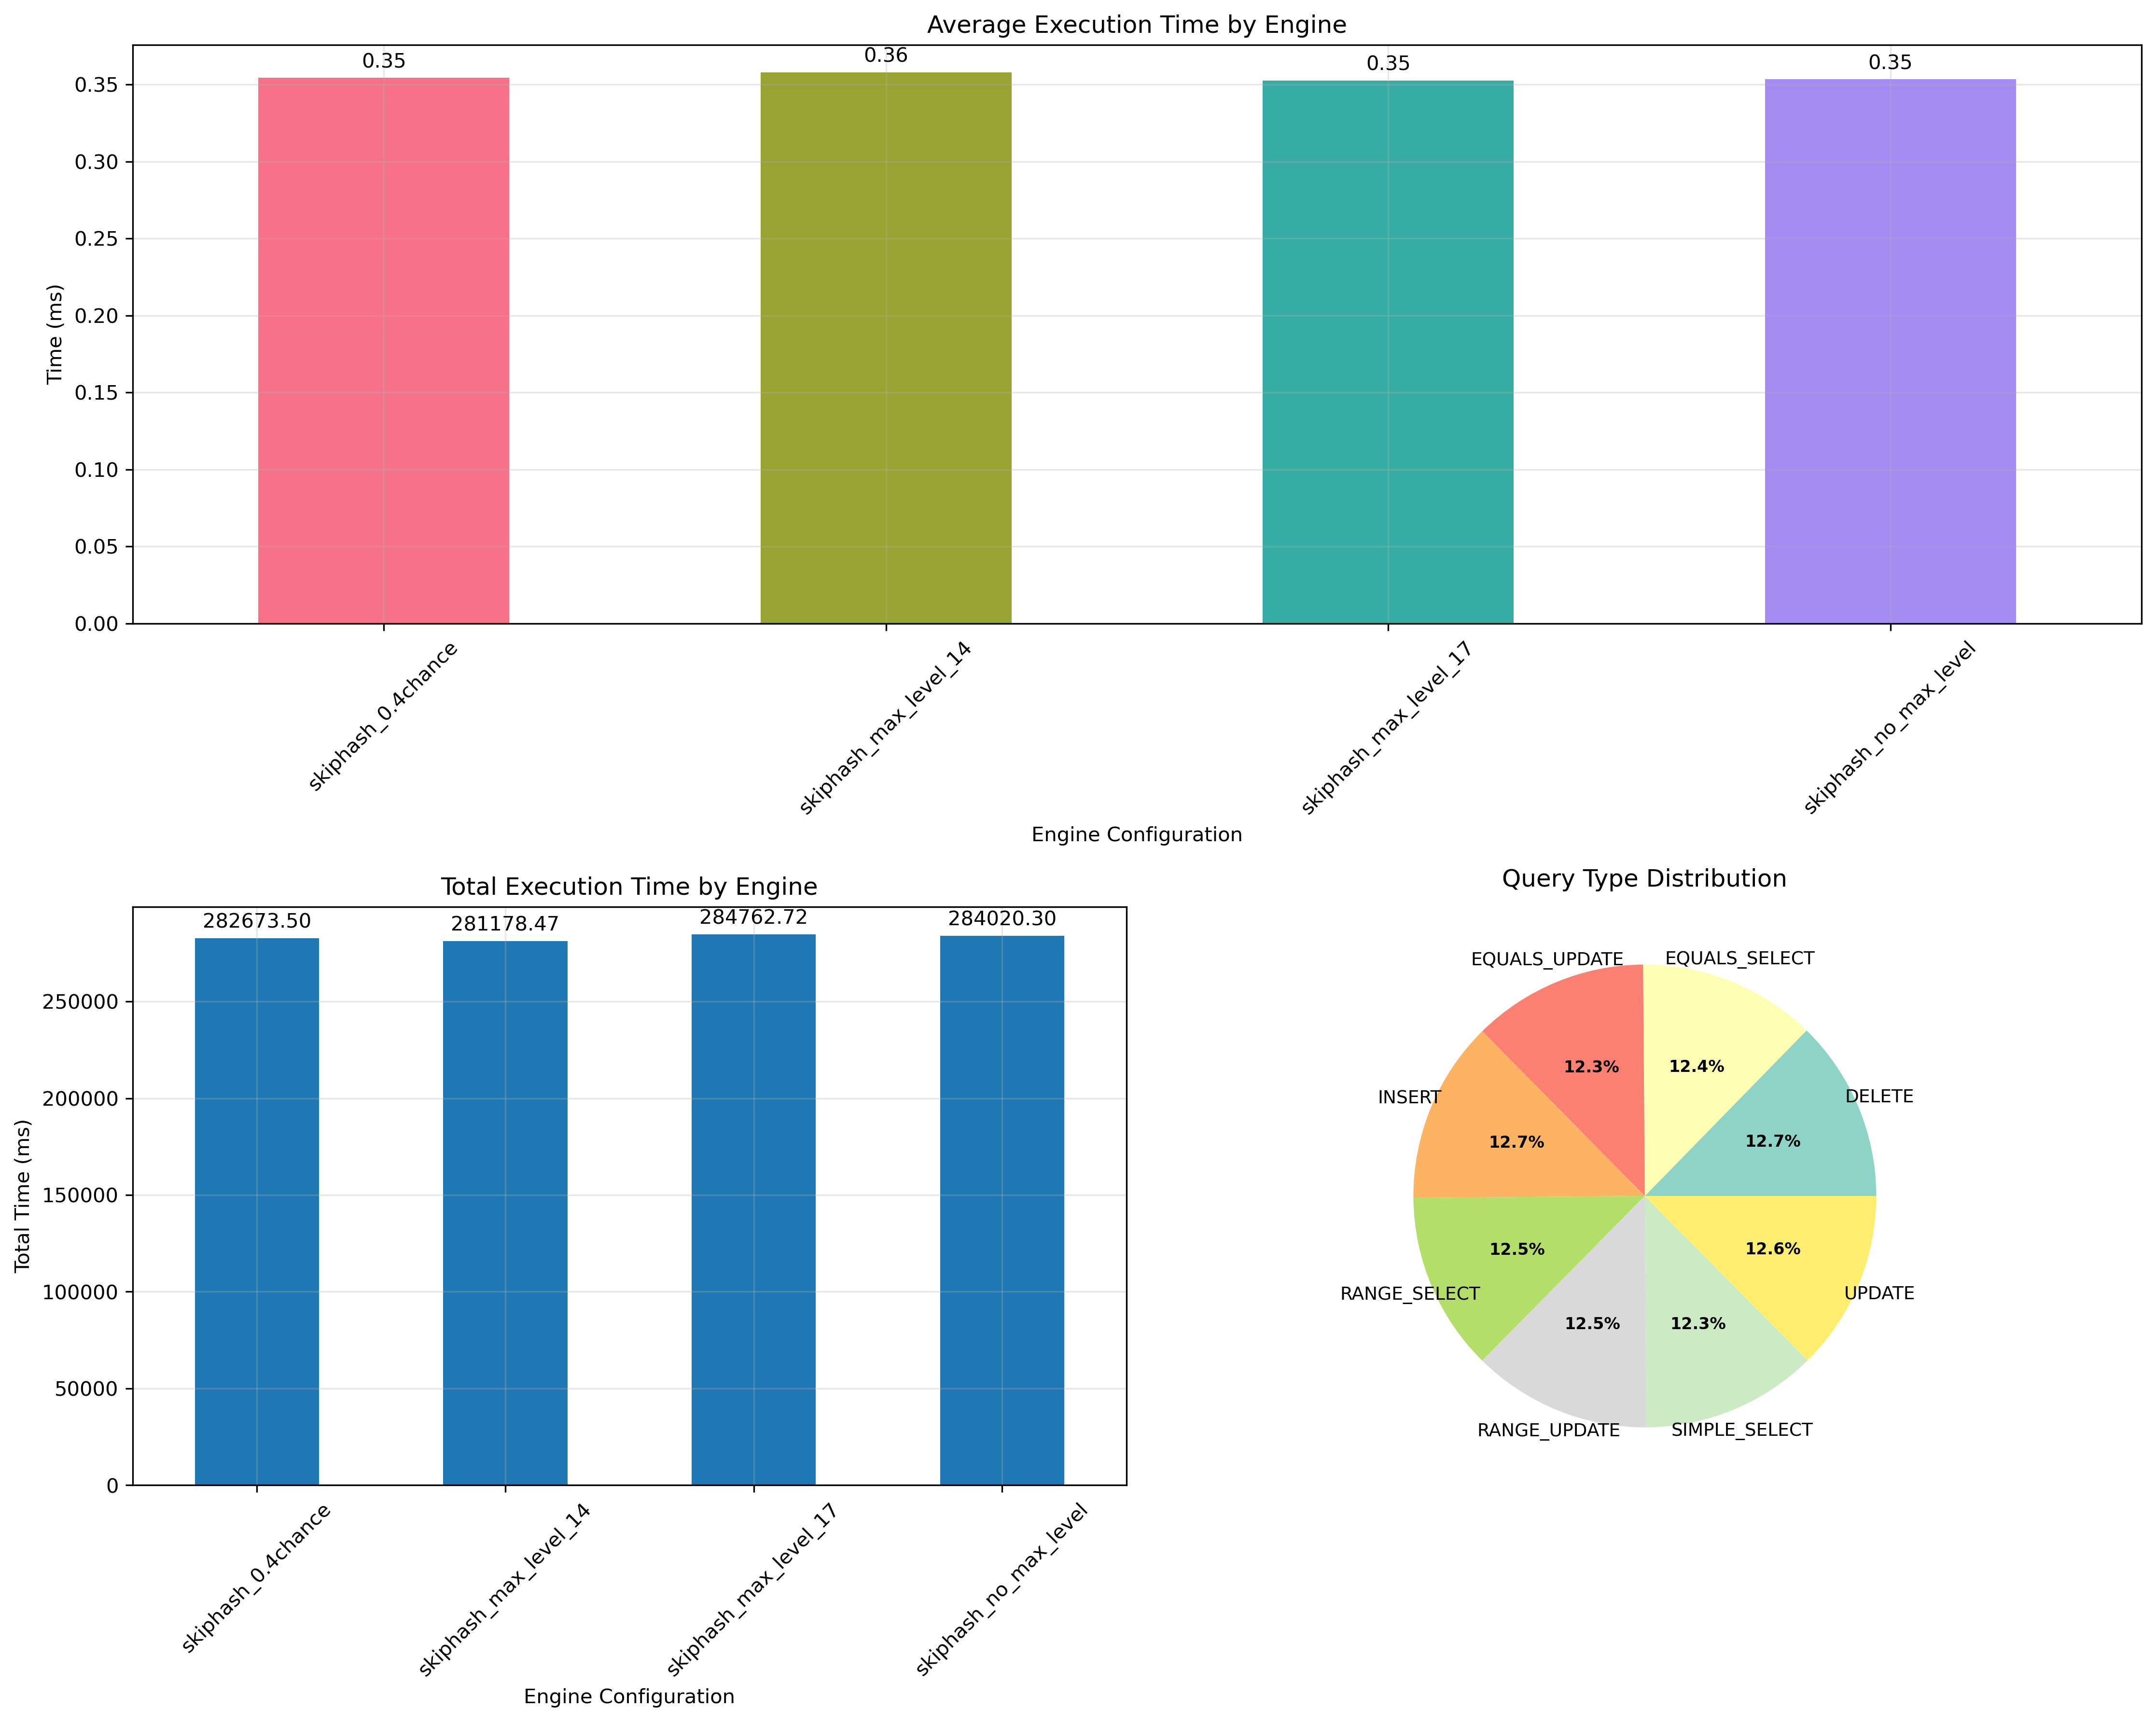 Average Execution Time by Engine
0.35
0.36
0.35
0.35
0.35
0.30
0.25
0.20
0.15
0.10
0.05
0.00
Time (ms)
skiphash_0.4chance
skiphash_max_level_14
skiphash_max_level_17
skiphash_no_max_level
Engine Configuration
Total Execution Time by Engine
282673.50
281178.47
284762.72
284020.30
250000
200000
150000
100000
50000
0
Total Time (ms)
skiphash_0.4chance
skiphash_max_level_14
skiphash_max_level_17
skiphash_no_max_level
Engine Configuration
Query Type Distribution
EQUALS_UPDATE
EQUALS_SELECT
12.3%
12.4%
INSERT
DELETE
12.7%
12.7%
12.5%
12.6%
RANGE_SELECT
UPDATE
12.5%
12.3%
RANGE_UPDATE
SIMPLE_SELECT